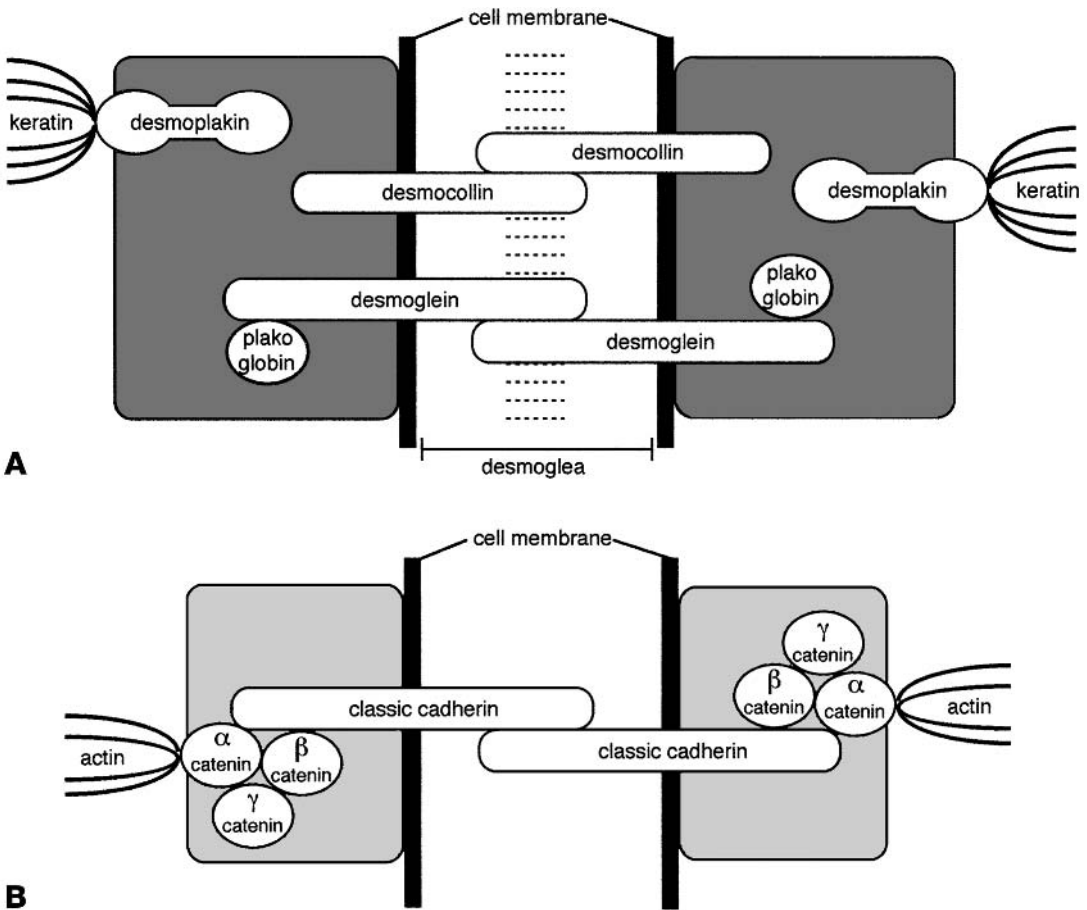 cell membrane
keratin
desmoplakin
desmocollin
desmocollin
desmoplakin
keratin
plako
globin
desmoglein
plako
globin
desmoglein
desmoglea
A
cell membrane
γ
catenin
β
catenin
α
catenin
actin
classic cadherin
classic cadherin
α
catenin
β
catenin
γ
catenin
actin
B